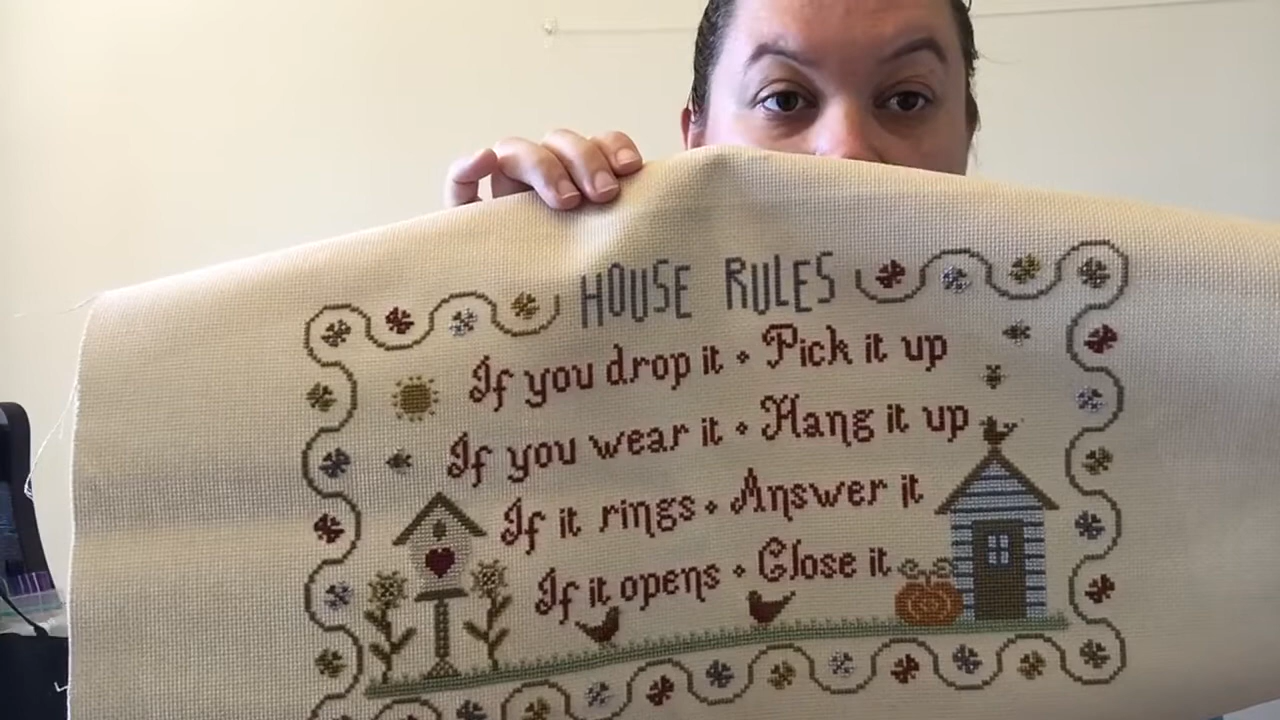 HOUSE RULES
If you drop it • Pick it up
If you wear it • Hang it up
If it rings • Answer it
If it opens • Close it